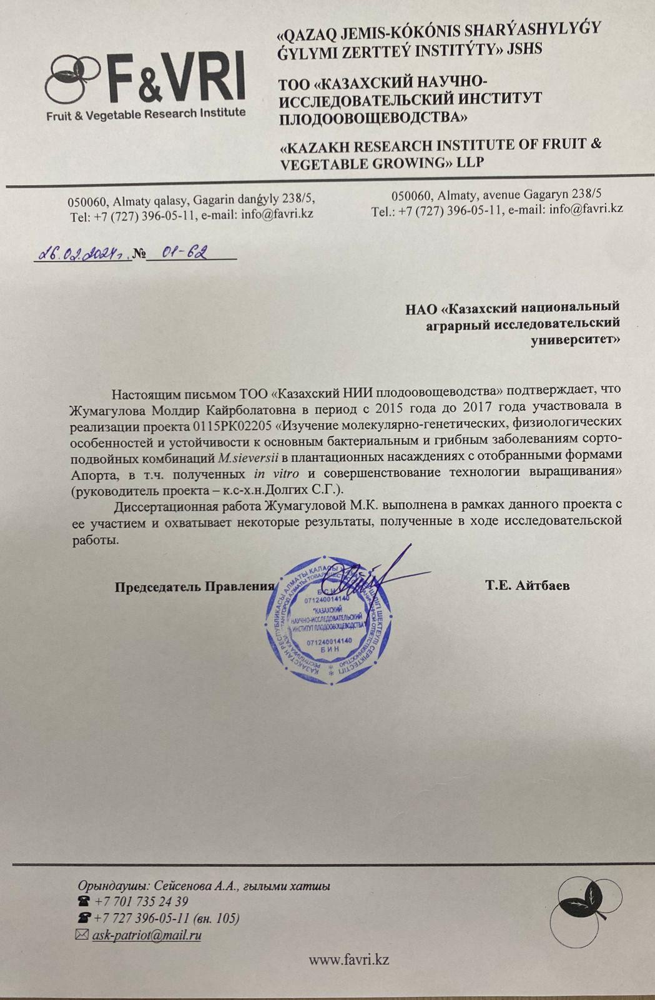 F&VRI
Fruit & Vegetable Research Institute
«QAZAQ JEMIS-KÓKÓNIS SHARÝASHYLYǴY
ǴYLYMI ZERTTEÝ INSTITÝTY» JSHS
ТОО «КАЗАХСКИЙ НАУЧНО-
ИССЛЕДОВАТЕЛЬСКИЙ ИНСТИТУТ
ПЛОДООВОЩЕВОДСТВА»
«KAZAKH RESEARCH INSTITUTE OF FRUIT &
VEGETABLE GROWING» LLP
050060, Almaty qalasy, Gagarin dańǵyly 238/5,
Tel: +7 (727) 396-05-11, e-mail: info@favri.kz
050060, Almaty, avenue Gagaryn 238/5
Tel.: +7 (727) 396-05-11, e-mail: info@favri.kz
26.02.2024г. № 01-62
НАО «Казахский национальный
аграрный исследовательский
университет»
Настоящим письмом ТОО «Казахский НИИ плодоовощеводства» подтверждает, что
Жумагулова Молдир Кайрболатовна в период с 2015 года до 2017 года участвовала в
реализации проекта 0115РК02205 «Изучение молекулярно-генетических, физиологических
особенностей и устойчивости к основным бактериальным и грибным заболеваниям сорто-
подвойных комбинаций M.sieversii в плантационных насаждениях с отобранными формами
Апорта, в т.ч. полученных in vitro и совершенствование технологии выращивания»
(руководитель проекта – к.с-х.н.Долгих С.Г.).
Диссертационная работа Жумагуловой М.К. выполнена в рамках данного проекта с
ее участием и охватывает некоторые результаты, полученные в ходе исследовательской
работы.
Председатель Правления
Т.Е. Айтбаев
БСН
071240014140
"КАЗАХСКИЙ
НАУЧНО-ИССЛЕДОВАТЕЛЬСКИЙ
ИНСТИТУТ ПЛОДООВОЩЕВОДСТВА"
071240014140
БИН
Орындаушы: Сейсенова А.А., ғылыми хатшы
+7 701 735 24 39
+7 727 396-05-11 (вн. 105)
ask-patriot@mail.ru
www.favri.kz